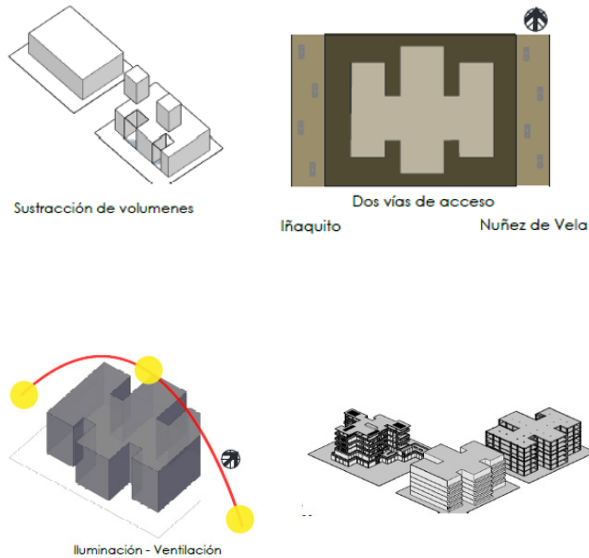 Sustracción de volumenes
Dos vías de acceso
Iñaquito
Nuñez de Vela
Iluminación - Ventilación